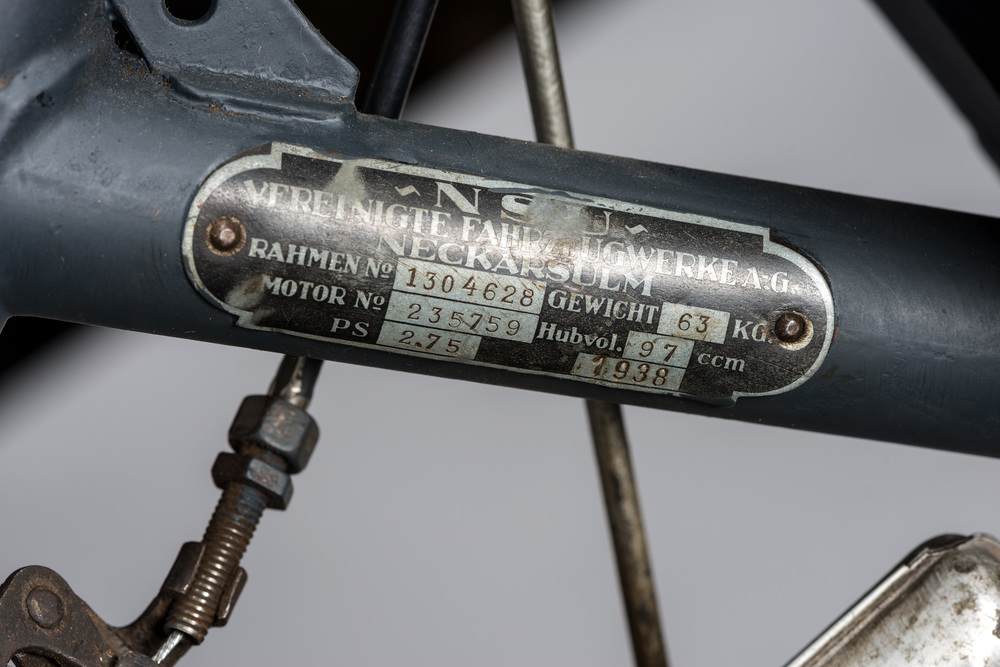 ~ N S U ~
VEREINIGTE FAHRZEUGWERKE A.G.
NECKARSULM
RAHMEN No 1304628 GEWICHT 63 KG.
MOTOR No 235759 Hubvol. 97 ccm
PS 2.75 1938